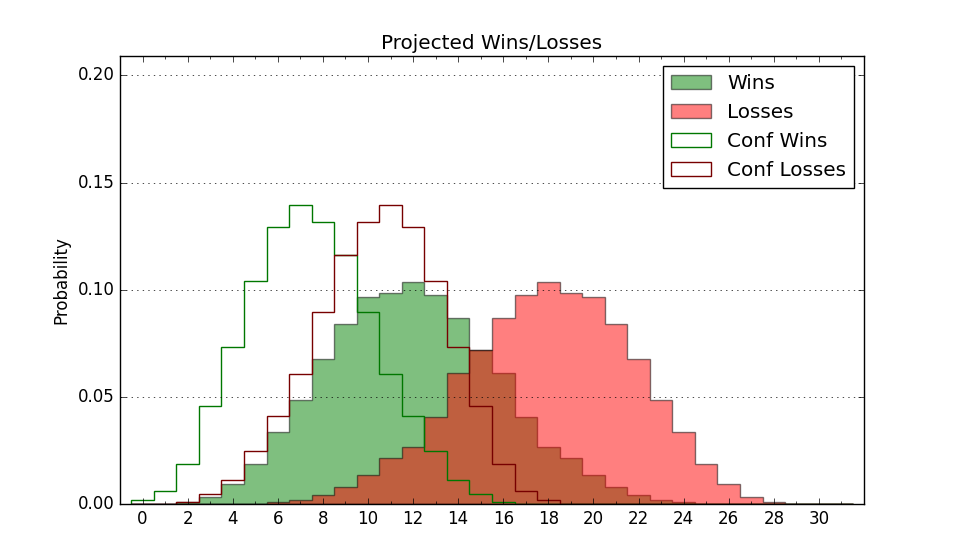 Projected Wins/Losses
0.20
0.15
0.10
0.05
0.00
Probability
Wins
Losses
Conf Wins
Conf Losses
0 2 4 6 8 10 12 14 16 18 20 22 24 26 28 30